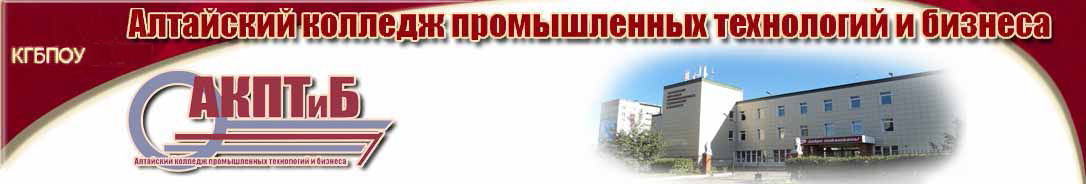 Алтайский колледж промышленных технологий и бизнеса
КГБПОУ
АКПТиБ
Алтайский колледж промышленных технологий и бизнеса